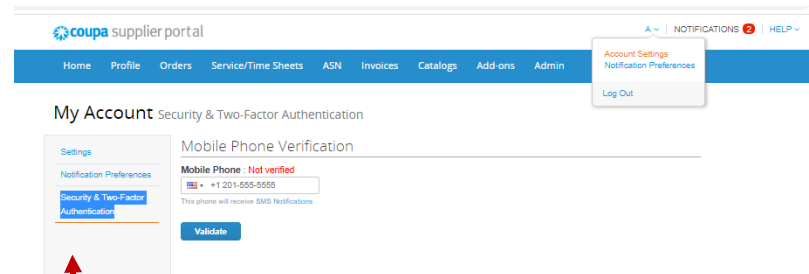 coupa supplier portal
A NOTIFICATIONS 2 HELP
Home Profile Orders Service/Time Sheets ASN Invoices Catalogs Add-ons Admin
Account Settings
Notification Preferences
Log Out
My Account Security & Two-Factor Authentication
Settings
Notification Preferences
Security & Two-Factor
Authentication
Mobile Phone Verification
Mobile Phone : Not verified
+1 201-555-5555
This phone will receive SMS Notifications
Validate